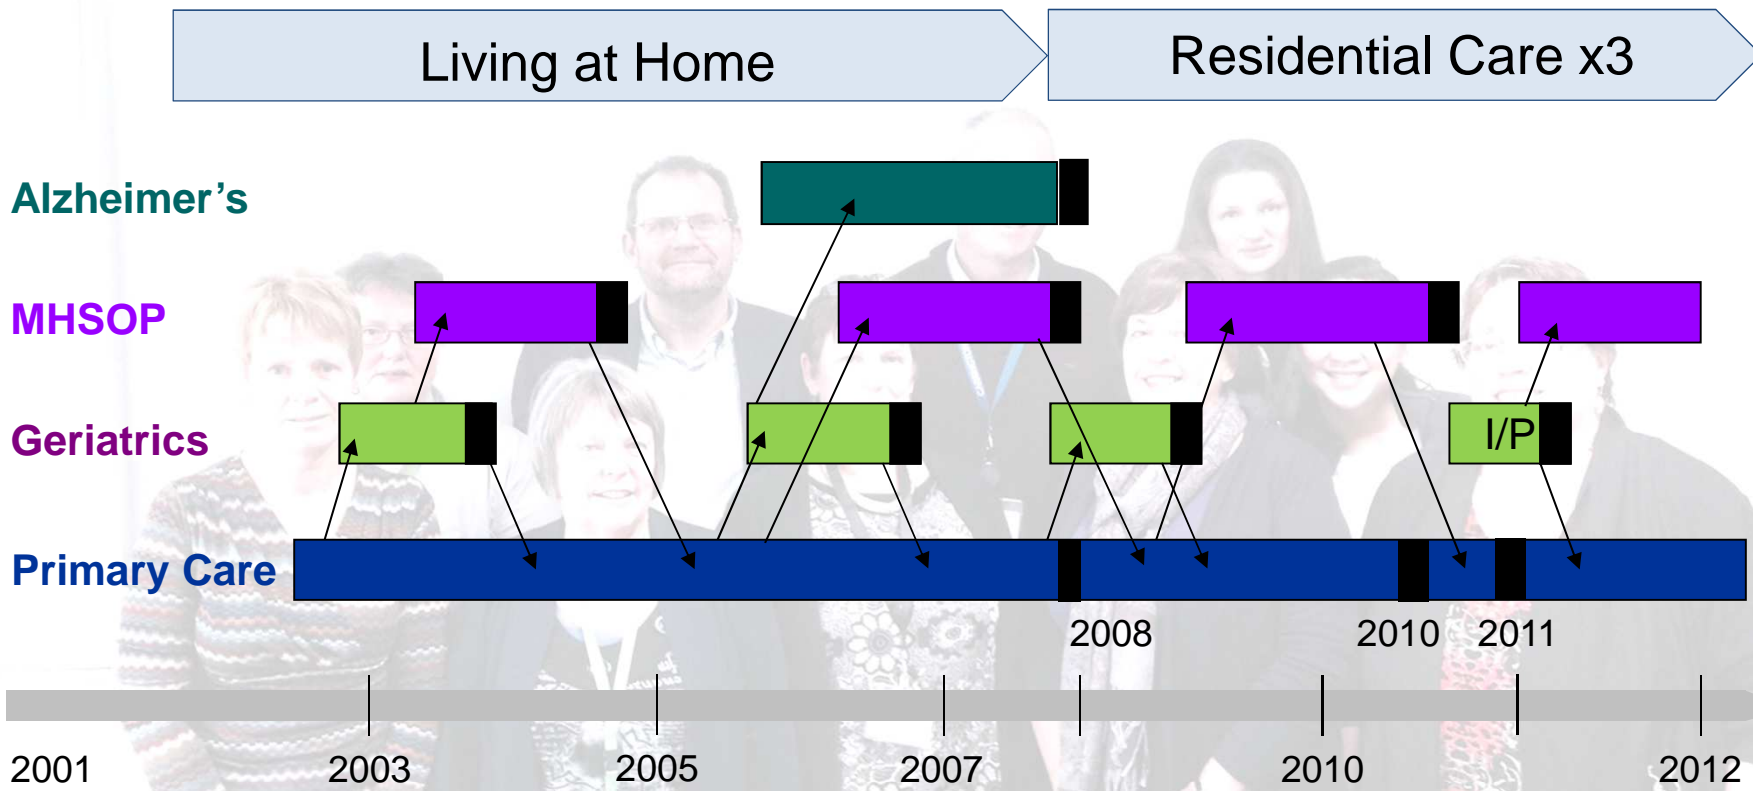 Living at Home
Residential Care x3
Alzheimer's
MHSOP
Geriatrics
I/P
Primary Care
2008
2010
2011
2001
2003
2005
2007
2010
2012